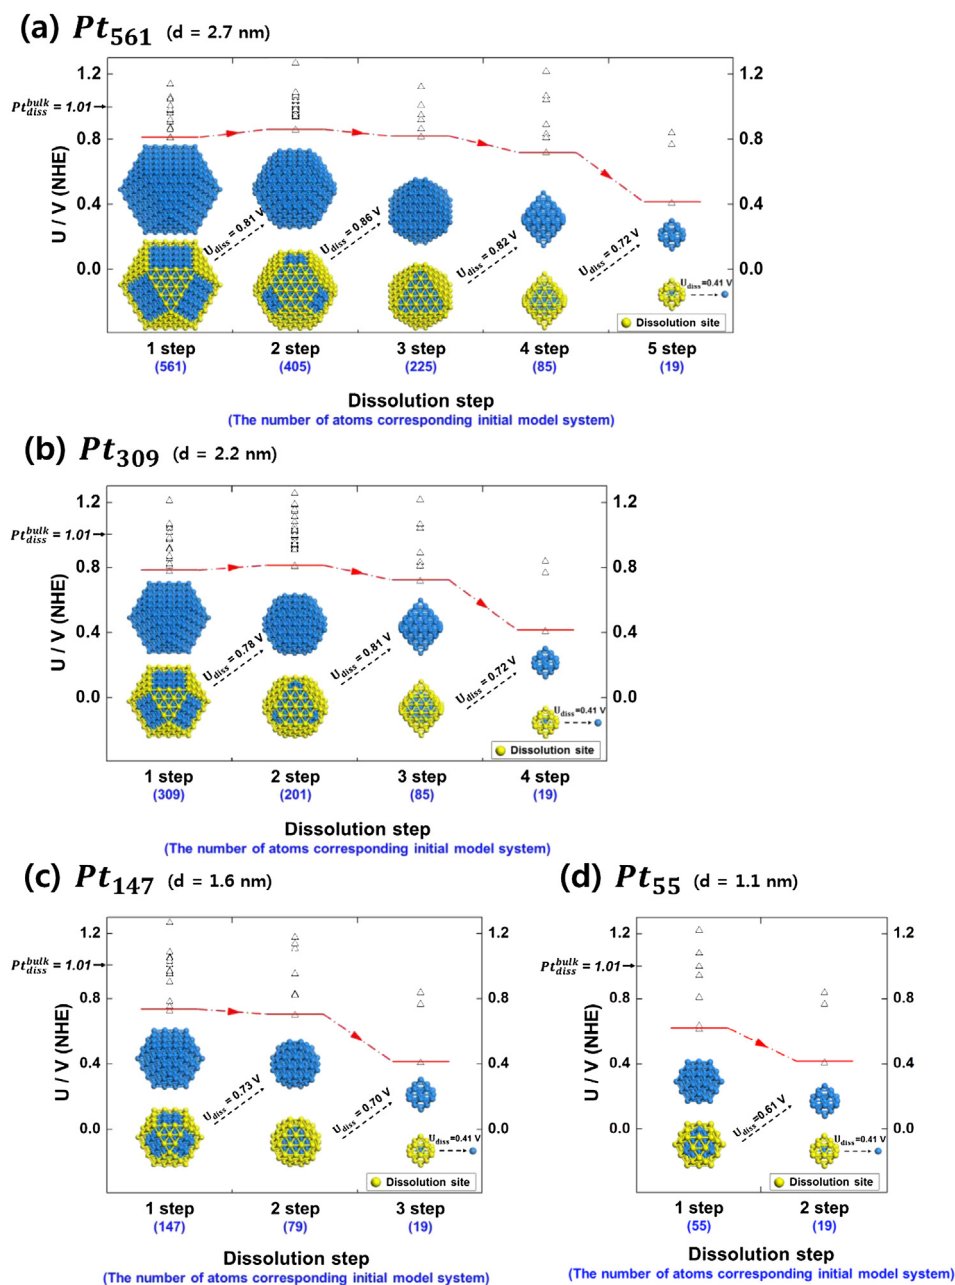 (a) Pt561 (d = 2.7 nm)
1.2
1.2
Ptdiss^bulk = 1.01
0.8
0.8
U / V (NHE)
0.4
0.4
Udiss = 0.81 V
Udiss = 0.86 V
Udiss = 0.82 V
Udiss = 0.72 V
0.0
0.0
Udiss=0.41 V
Dissolution site
1 step 2 step 3 step 4 step 5 step
(561) (405) (225) (85) (19)
Dissolution step
(The number of atoms corresponding initial model system)
(b) Pt309 (d = 2.2 nm)
1.2
1.2
Ptdiss^bulk = 1.01
0.8
0.8
U / V (NHE)
0.4
0.4
Udiss = 0.78 V
Udiss = 0.81 V
Udiss = 0.72 V
0.0
0.0
Udiss=0.41 V
Dissolution site
1 step 2 step 3 step 4 step
(309) (201) (85) (19)
Dissolution step
(The number of atoms corresponding initial model system)
(c) Pt147 (d = 1.6 nm)
1.2
1.2
Ptdiss^bulk = 1.01
0.8
0.8
U / V (NHE)
0.4
0.4
Udiss = 0.73 V
Udiss = 0.70 V
0.0
0.0
Udiss=0.41 V
Dissolution site
1 step 2 step 3 step
(147) (79) (19)
Dissolution step
(The number of atoms corresponding initial model system)
(d) Pt55 (d = 1.1 nm)
1.2
1.2
Ptdiss^bulk = 1.01
0.8
0.8
U / V (NHE)
0.4
0.4
Udiss = 0.61 V
0.0
0.0
Udiss=0.41 V
Dissolution site
1 step 2 step
(55) (19)
Dissolution step
(The number of atoms corresponding initial model system)